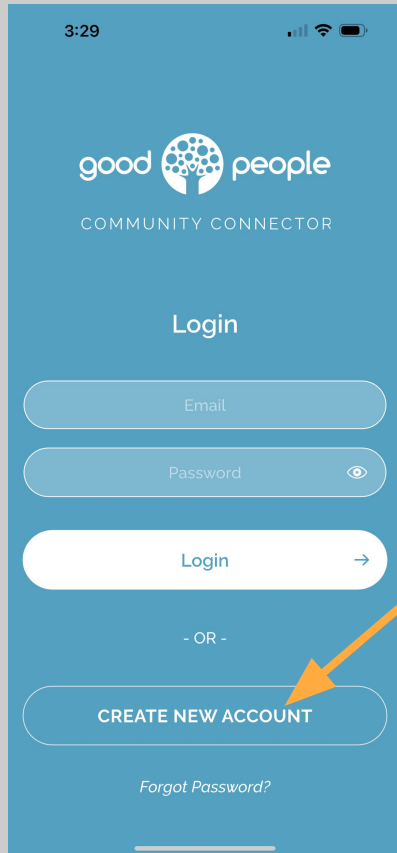 3:29
good people
COMMUNITY CONNECTOR
Login
Email
Password
Login
- OR -
CREATE NEW ACCOUNT
Forgot Password?